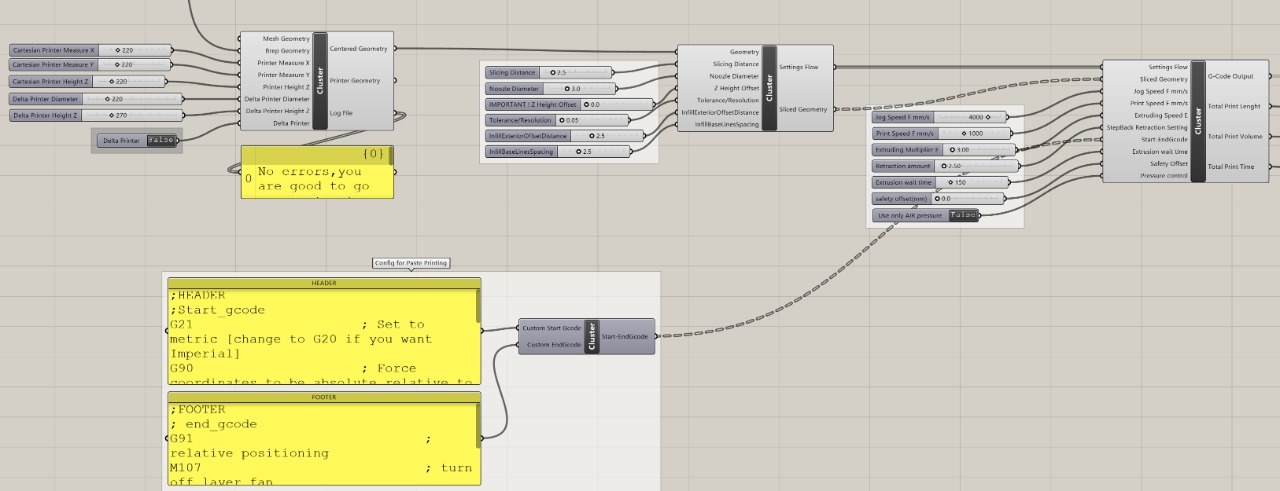 Cartesian Printer Measure X 220
Cartesian Printer Measure Y 220
Cartesian Printer Height Z 220
Delta Printer Diameter 220
Delta Printer Height Z 270
Delta Printer False
Mesh Geometry
Brep Geometry
Printer Measure X
Printer Measure Y
Printer Height Z
Delta Printer Diameter
Delta Printer Height Z
Delta Printer
Cluster
Centered Geometry
Printer Geometry
Log File
{0}
0 No errors,you
are good to go
Slicing Distance 2.5
Noozle Diameter 3.0
IMPORTANT ! Z Height Offset 0.0
Tolerance/Resolution 0.05
InfillExteriorOffsetDistance 2.5
InfillBaseLinesSpacing 2.5
Geometry
Slicing Distance
Nozzle Diameter
Z Height Offset
Tolerance/Resolution
InfillExteriorOffsetDistance
InfillBaseLinesSpacing
Cluster
Settings Flow
Sliced Geometry
Jog Speed F mm/s 4000
Print Speed F mm/s 1000
Extruding Multiplier E 3.00
Retraction amount 2.50
Extrusion wait time 150
safety offset(mm) 0.0
Use only AIR pressure False
Settings Flow
Sliced Geometry
Jog Speed F mm/s
Print Speed F mm/s
Extruding Speed E
StepBack Retraction Setting
Start-EndGcode
Extrusion wait time
Safety Offset
Pressure control
Cluster
G-Code Output
Total Print Lenght
Total Print Volume
Total Print Time
Config for Paste Printing
HEADER
;HEADER
;Start_gcode
G21 ; Set to
metric [change to G20 if you want
Imperial]
G90 ; Force
coordinates to be absolute relative to
FOOTER
;FOOTER
; end_gcode
G91 ;
relative positioning
M107 ; turn
off layer fan
Custom Start Gcode
Custom EndGcode
Cluster
Start-EndGcode